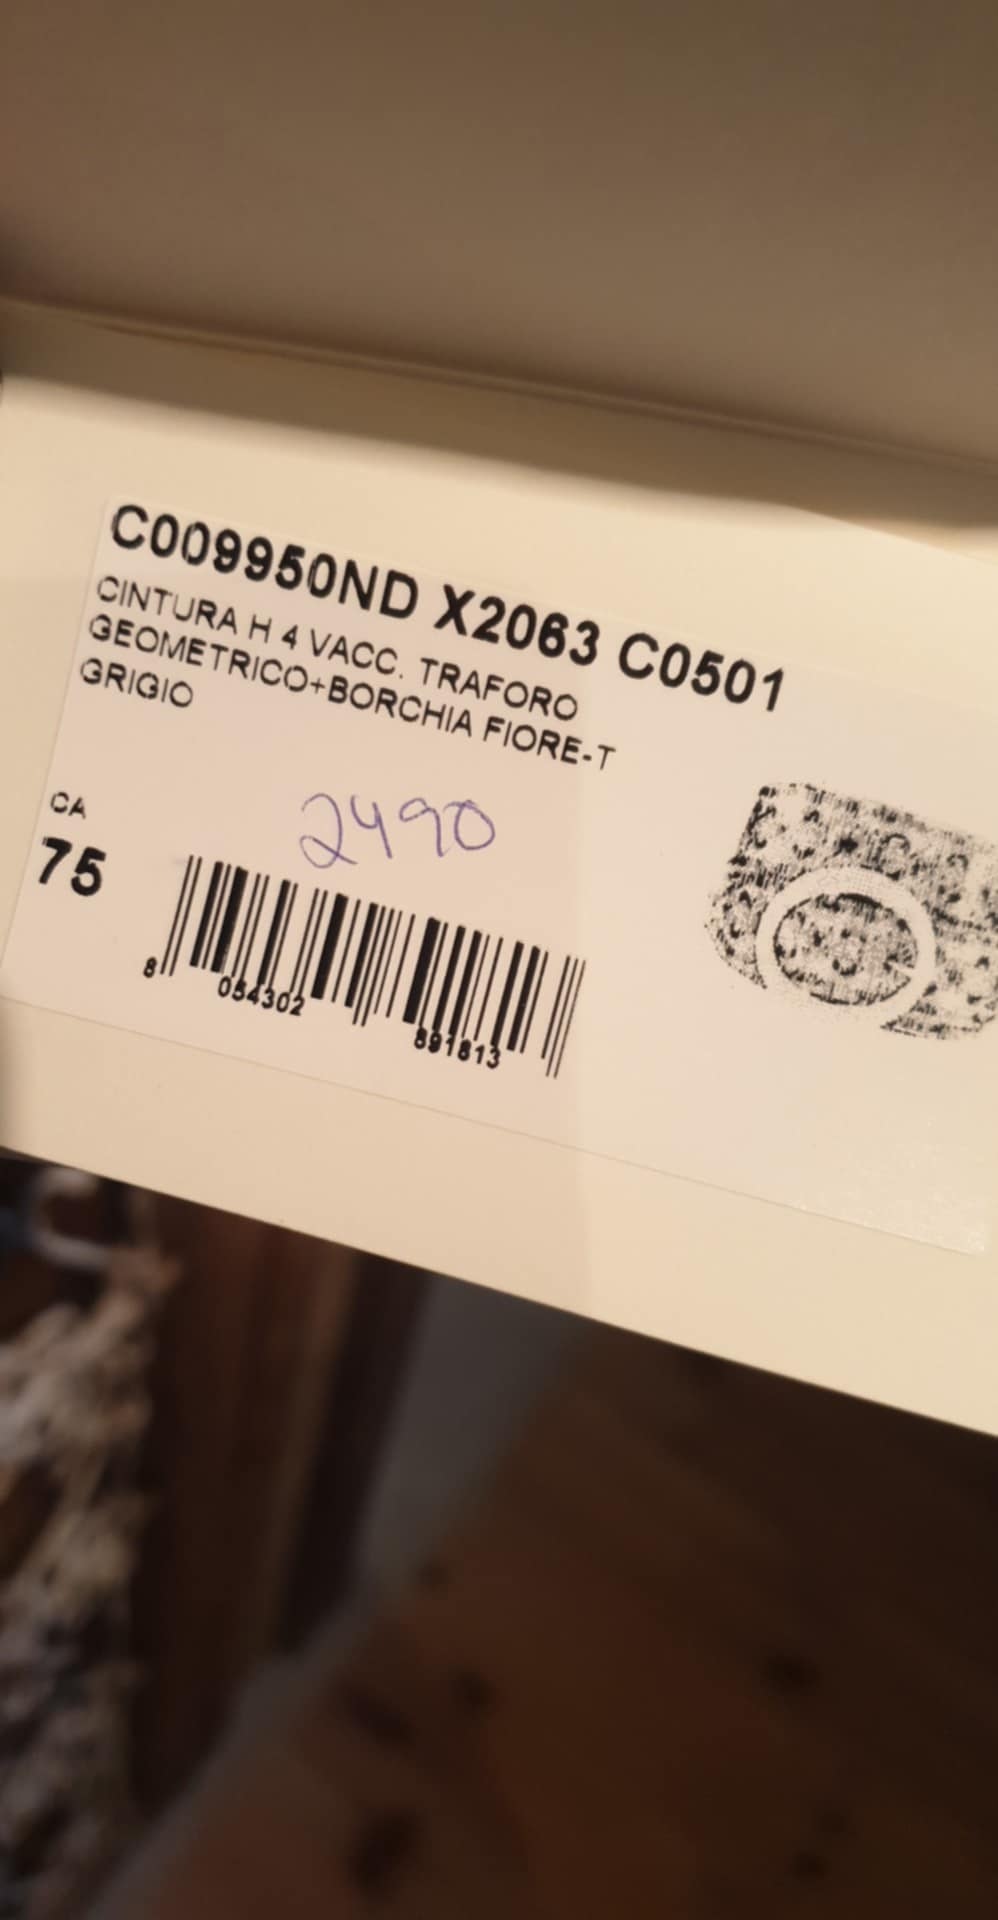 C009950ND X2063 C0501
CINTURA H 4 VACC. TRAFORO
GEOMETRICO+BORCHIA FIORE-T
GRIGIO
CA
75
2490
8 054302 891813